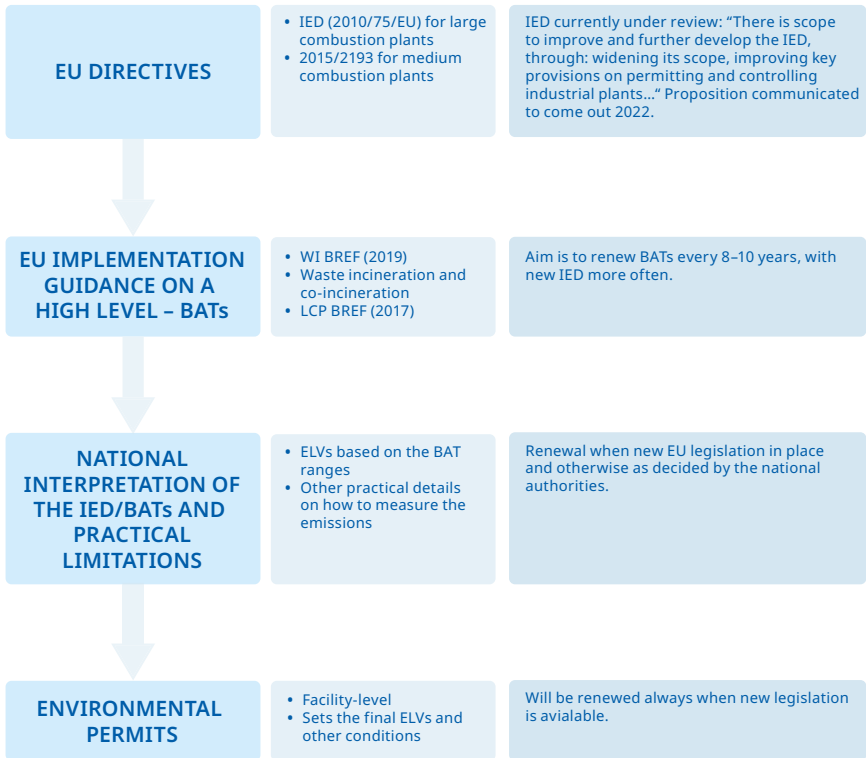 EU DIRECTIVES
• IED (2010/75/EU) for large
combustion plants
• 2015/2193 for medium
combustion plants
IED currently under review: “There is scope
to improve and further develop the IED,
through: widening its scope, improving key
provisions on permitting and controlling
industrial plants...“ Proposition communicated
to come out 2022.
EU IMPLEMENTATION
GUIDANCE ON A
HIGH LEVEL – BATs
• WI BREF (2019)
• Waste incineration and
co-incineration
• LCP BREF (2017)
Aim is to renew BATs every 8–10 years, with
new IED more often.
NATIONAL
INTERPRETATION OF
THE IED/BATs AND
PRACTICAL
LIMITATIONS
• ELVs based on the BAT
ranges
• Other practical details
on how to measure the
emissions
Renewal when new EU legislation in place
and otherwise as decided by the national
authorities.
ENVIRONMENTAL
PERMITS
• Facility-level
• Sets the final ELVs and
other conditions
Will be renewed always when new legislation
is avialable.